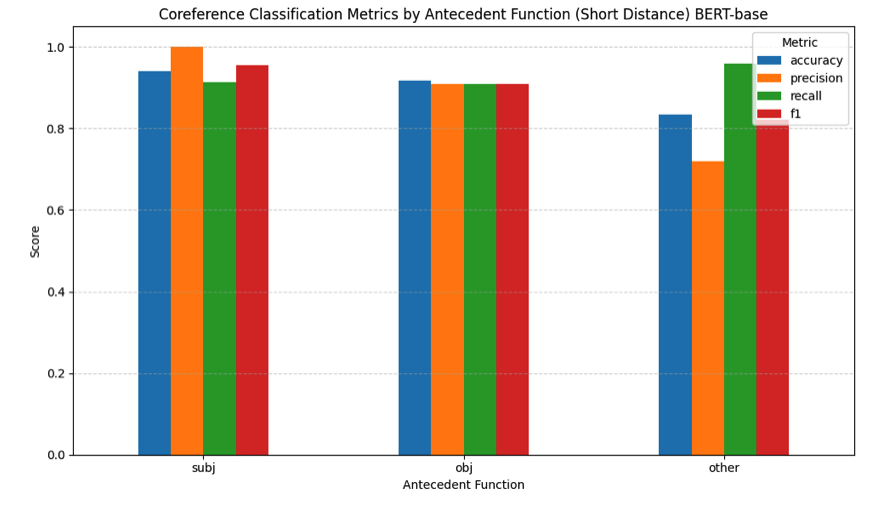 Coreference Classification Metrics by Antecedent Function (Short Distance) BERT-base
Metric
accuracy
precision
recall
f1
1.0
0.8
0.6
0.4
0.2
0.0
Score
subj
obj
other
Antecedent Function